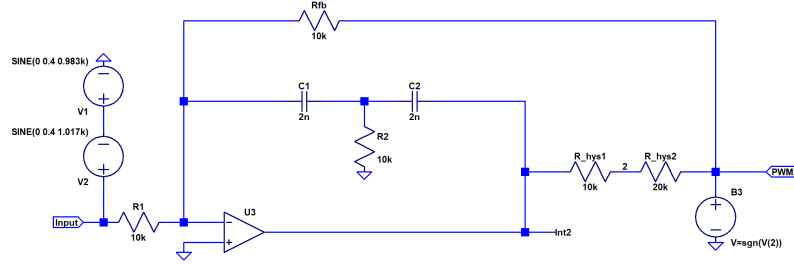 Rfb
10k
SINE(0 0.4 0.983k)
V1
C1
2n
C2
2n
SINE(0 0.4 1.017k)
V2
R2
10k
R_hys1
10k
2
R_hys2
20k
PWM
B3
V=sgn(V(2))
Input
R1
10k
U3
Int2